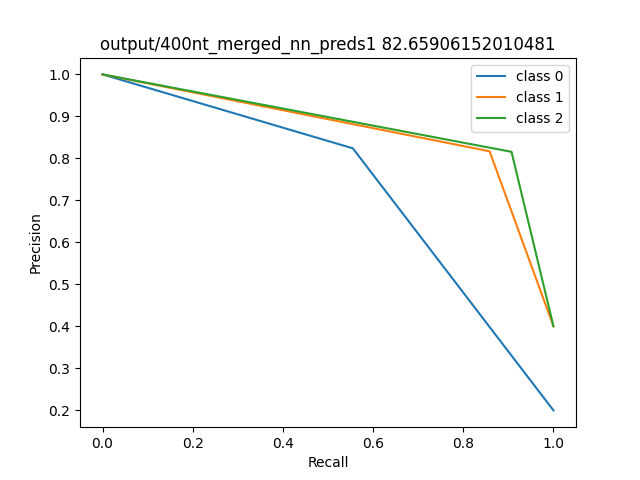 output/400nt_merged_nn_preds1 82.65906152010481
class 0
class 1
class 2
1.0
0.9
0.8
0.7
0.6
0.5
0.4
0.3
0.2
Precision
0.0 0.2 0.4 0.6 0.8 1.0
Recall